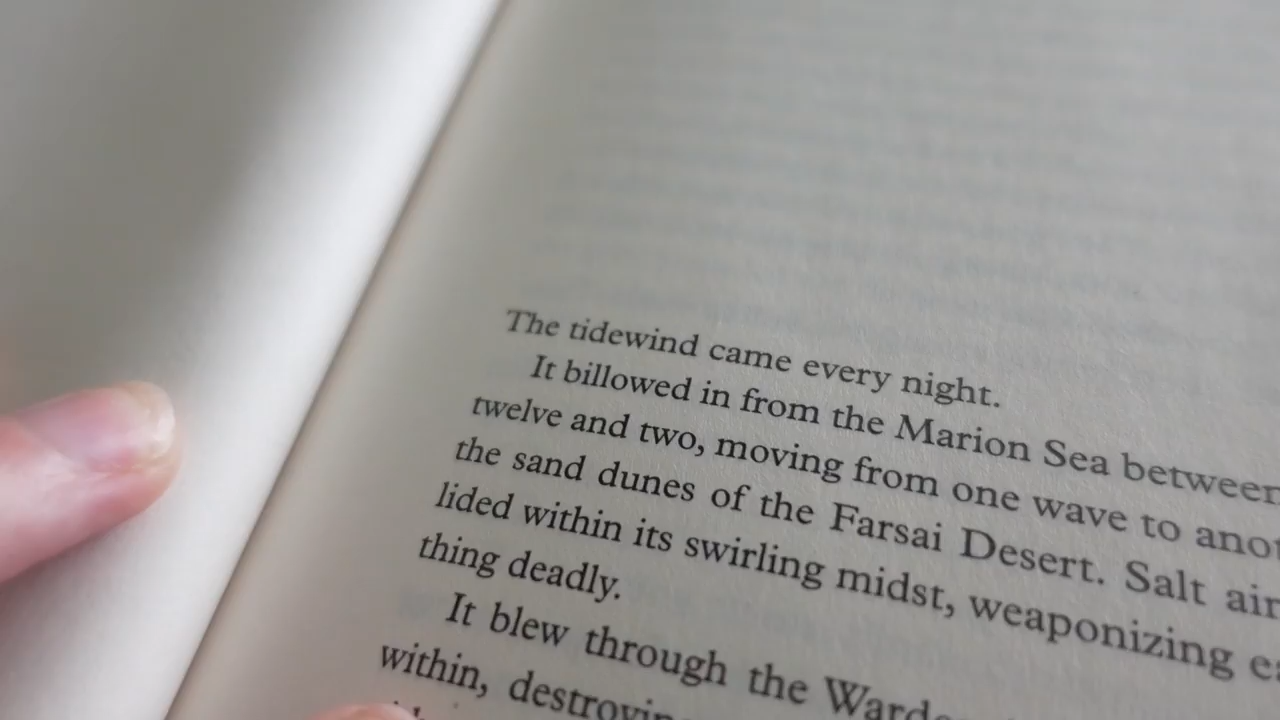 The tidewind came every night.
It billowed in from the Marion Sea between
twelve and two, moving from one wave to
the sand dunes of the Farsai Desert. Salt
lided within its swirling midst, weaponizing
thing deadly.
It blew through the
within,